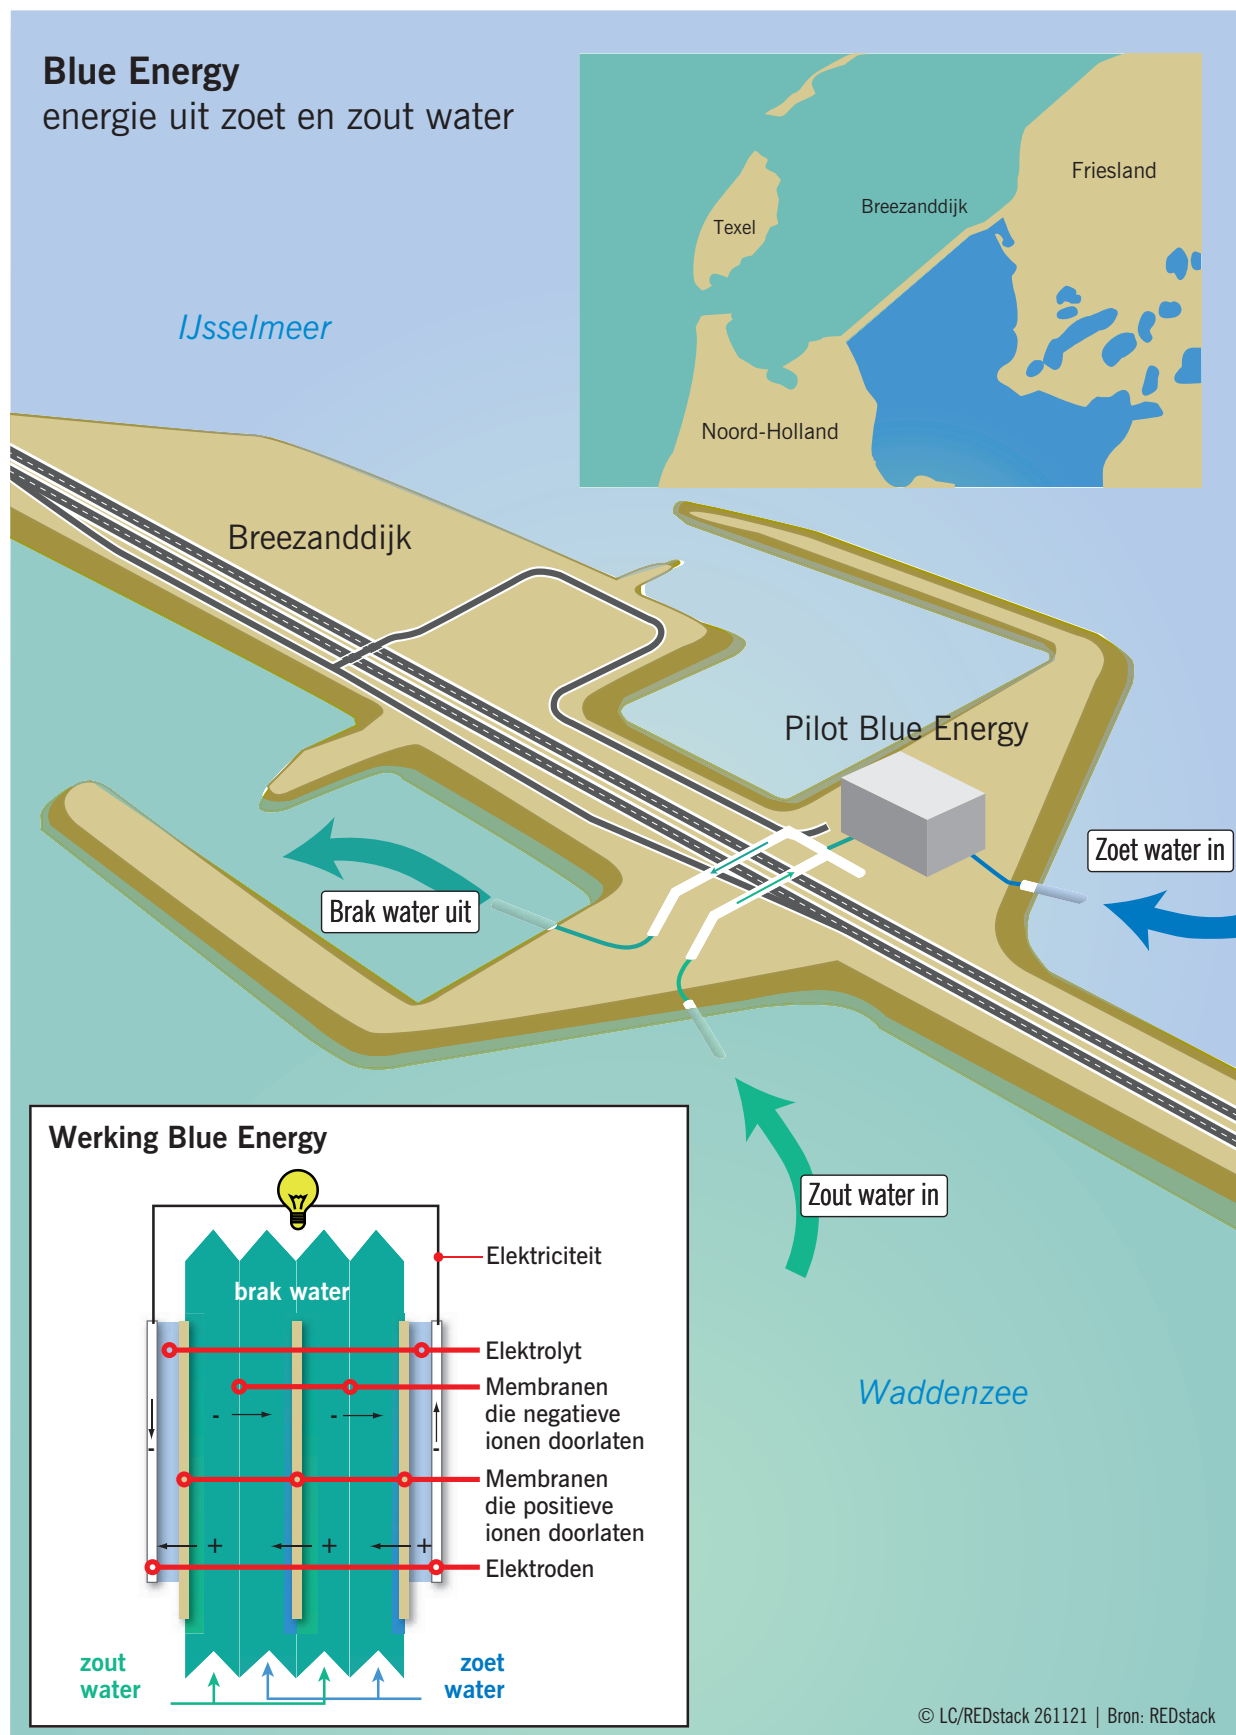 Blue Energy
energie uit zoet en zout water
Friesland
Breezanddijk
Texel
Noord-Holland
IJsselmeer
Breezanddijk
Pilot Blue Energy
Zoet water in
Brak water uit
Zout water in
Waddenzee
Werking Blue Energy
brak water
Elektriciteit
Elektrolyt
Membranen
die negatieve
ionen doorlaten
- -
- -
Membranen
die positieve
ionen doorlaten
+ + +
Elektroden
zout
water
zoet
water
© LC/REDstack 261121 | Bron: REDstack